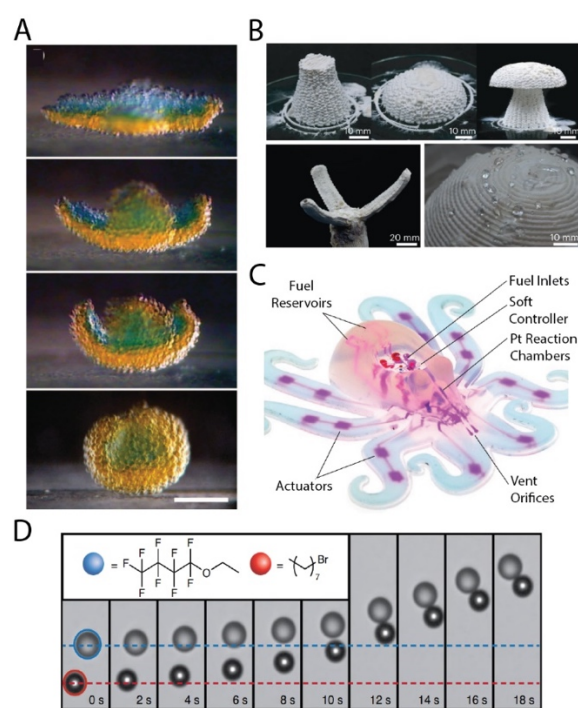 A
B
10 mm
10 mm
10 mm
20 mm
10 mm
C
Fuel
Reservoirs
Fuel Inlets
Soft
Controller
Pt Reaction
Chambers
Actuators
Vent
Orifices
D
F F F F
F
F F F F
O
=
=
Br
7
0 s
2 s
4 s
6 s
8 s
10 s
12 s
14 s
16 s
18 s